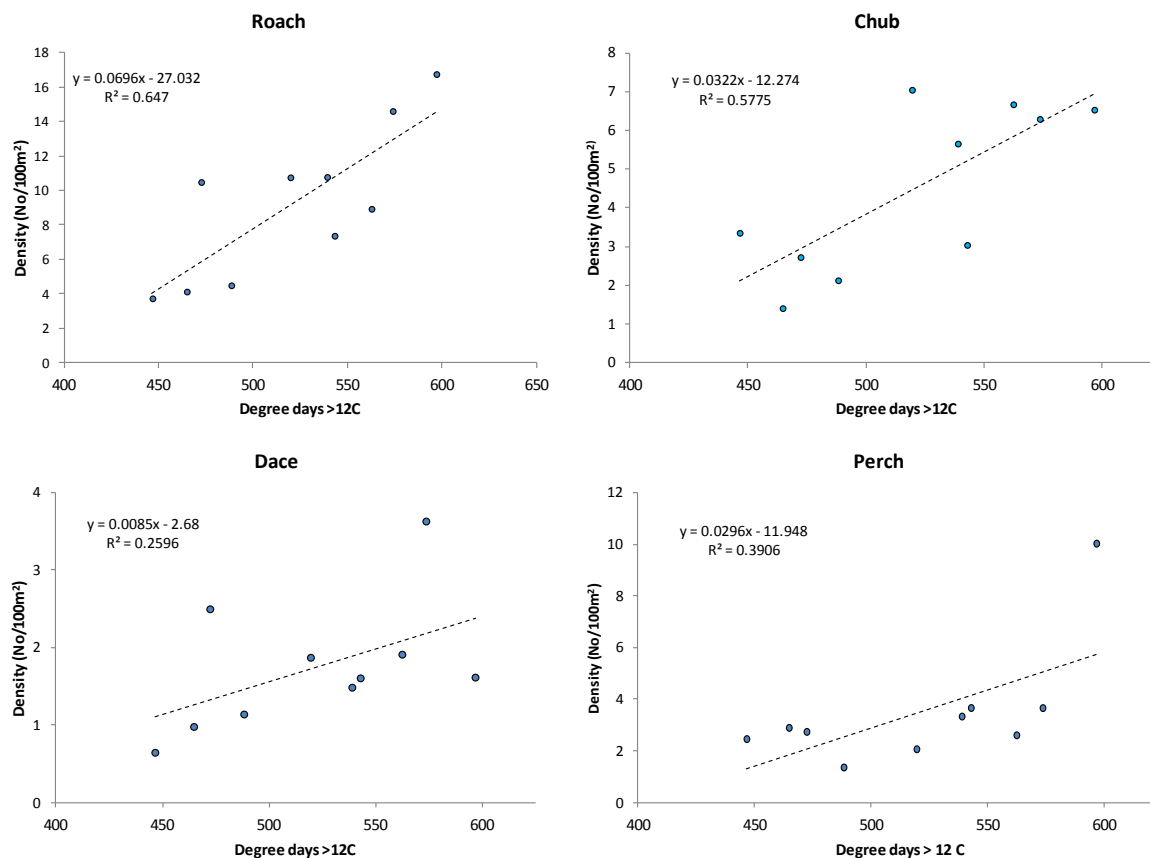 Roach
y = 0.0696x - 27.032
R² = 0.647
Density (No/100m²)
18
16
14
12
10
8
6
4
2
0
400 450 500 550 600 650
Degree days >12C
Chub
y = 0.0322x - 12.274
R² = 0.5775
Density (No/100m²)
8
7
6
5
4
3
2
1
0
400 450 500 550 600
Degree days >12C
Dace
y = 0.0085x - 2.68
R² = 0.2596
Density (No/100m²)
4
3
2
1
0
400 450 500 550 600
Degree days >12C
Perch
y = 0.0296x - 11.948
R² = 0.3906
Density (No/100m²)
12
10
8
6
4
2
0
400 450 500 550 600
Degree days > 12 C